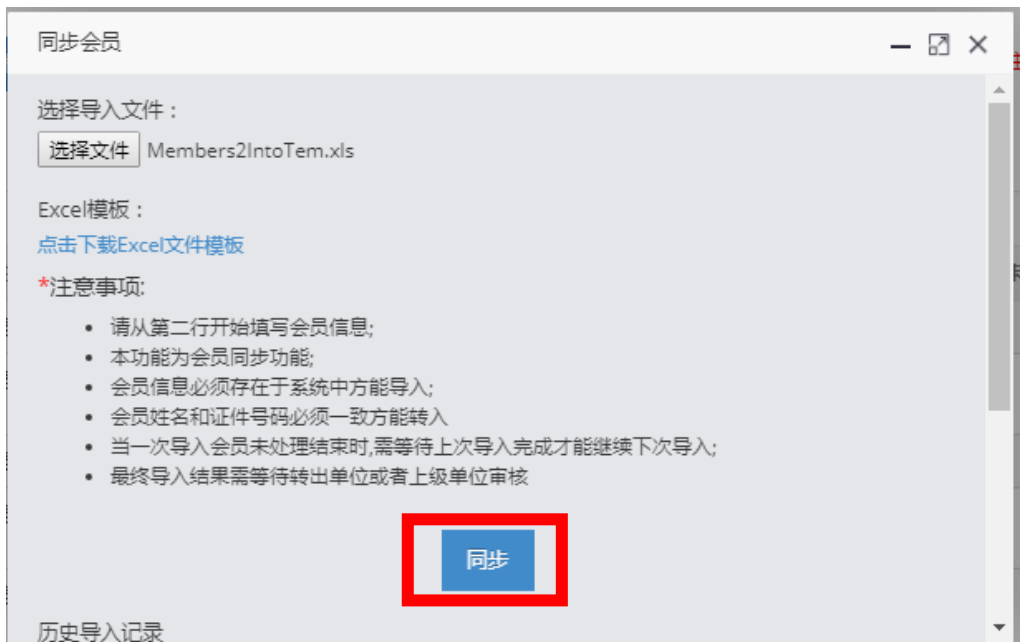 同步会员
选择导入文件：
选择文件 Members2IntoTem.xls
Excel模板：
点击下载Excel文件模板
*注意事项:
• 请从第二行开始填写会员信息;
• 本功能为会员同步功能;
• 会员信息必须存在于系统中方能导入;
• 会员姓名和证件号码必须一致方能转入
• 当一次导入会员未处理结束时,需等待上次导入完成才能继续下次导入;
• 最终导入结果需等待转出单位或者上级单位审核
同步
历史导入记录